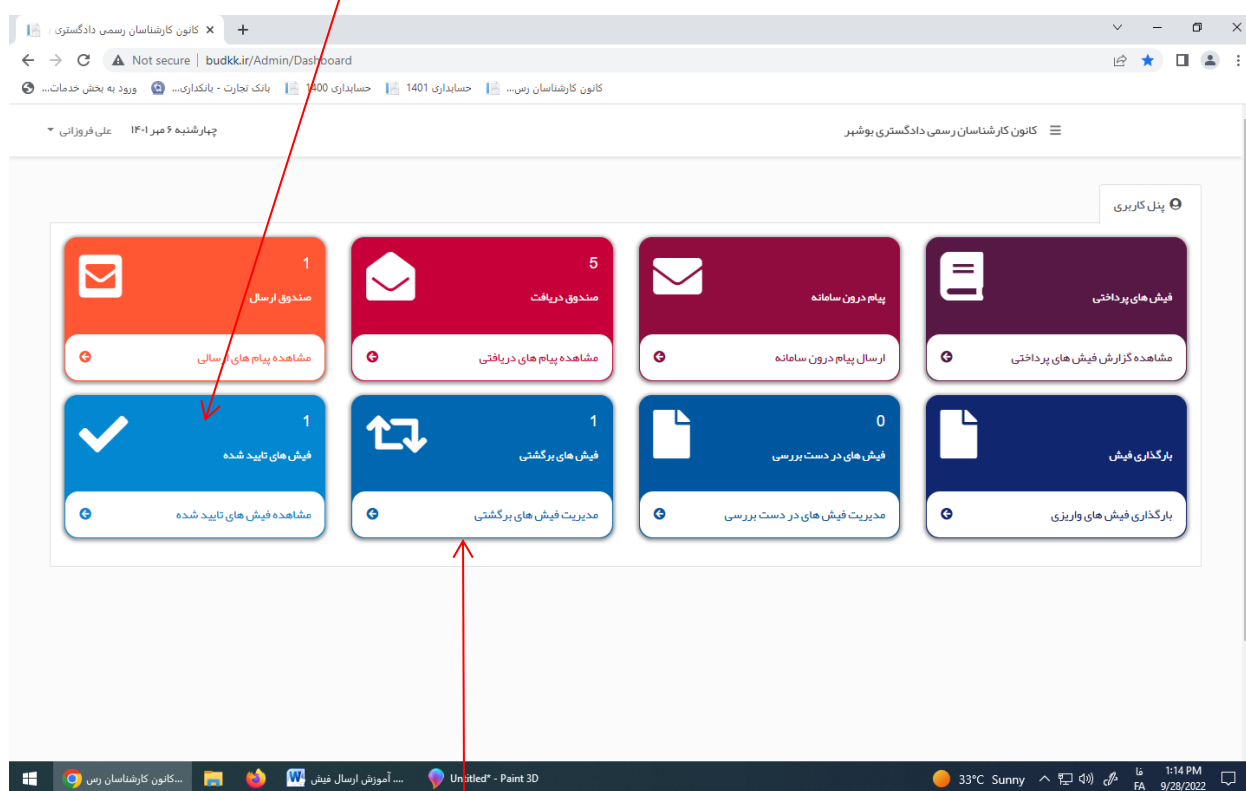 کانون کارشناسان رسمی دادگستری
Not secure | budkk.ir/Admin/Dashboard
کانون کارشناسان رس...
حسابداری 1401
حسابداری 1400
بانک تجارت - بانکداری...
ورود به بخش خدمات...
کانون کارشناسان رسمی دادگستری بوشهر
چهارشنبه ۶ مهر ۱۴۰۱
علی فروزانی
پنل کاربری
فیش های پرداختی
مشاهده گزارش فیش های پرداختی
پیام درون سامانه
ارسال پیام درون سامانه
5
صندوق دریافت
مشاهده پیام های دریافتی
1
صندوق ارسال
مشاهده پیام های ارسالی
بارگذاری فیش
بارگذاری فیش های واریزی
0
فیش های در دست بررسی
مدیریت فیش های در دست بررسی
1
فیش های برگشتی
مدیریت فیش های برگشتی
1
فیش های تایید شده
مشاهده فیش های تایید شده
کانون کارشناسان رس...
آموزش ارسال فیش ....
Untitled* - Paint 3D
33°C Sunny
فا
FA
1:14 PM
9/28/2022